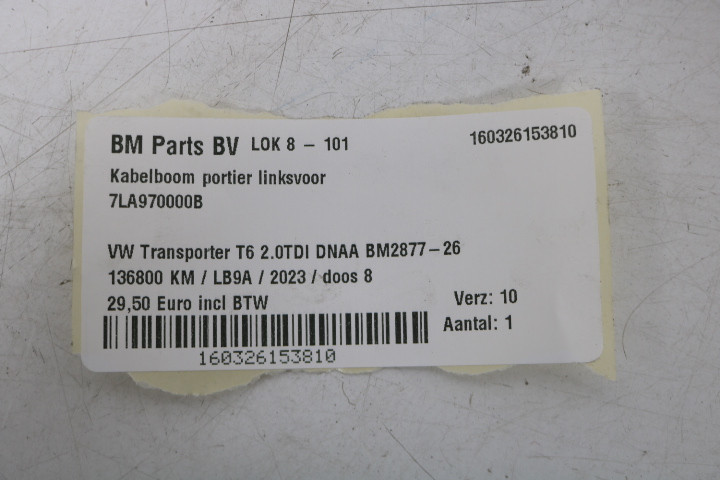 BM Parts BV LOK 8 - 101 160326153810
Kabelboom portier linksvoor
7LA970000B
VW Transporter T6 2.0TDI DNAA BM2877-26
136800 KM / LB9A / 2023 / doos 8
29,50 Euro incl BTW Verz: 10
Aantal: 1
160326153810